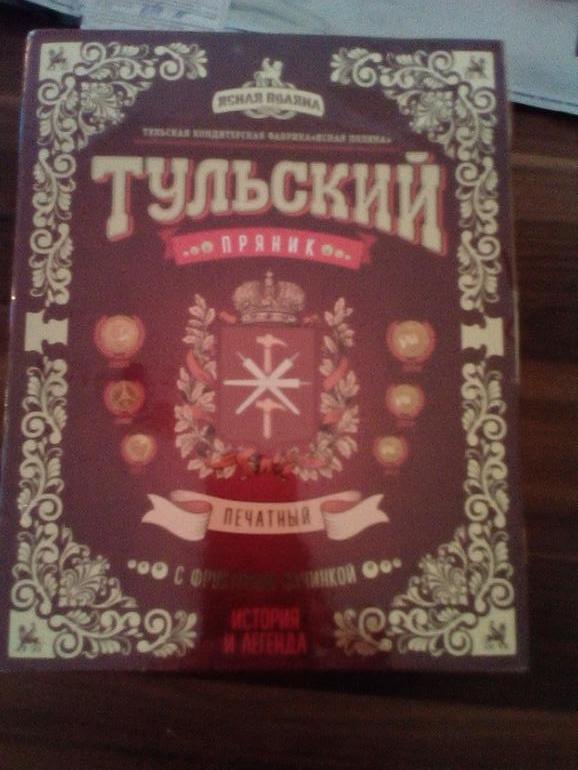 ЯСНАЯ ПОЛЯНА
ТУЛЬСКАЯ КОНДИТЕРСКАЯ ФАБРИКА «ЯСНАЯ ПОЛЯНА»
ТУЛЬСКИЙ
ПРЯНИК
ПЕЧАТНЫЙ
С НАЧИНКОЙ
ИСТОРИЯ
И ЛЕГЕНДА